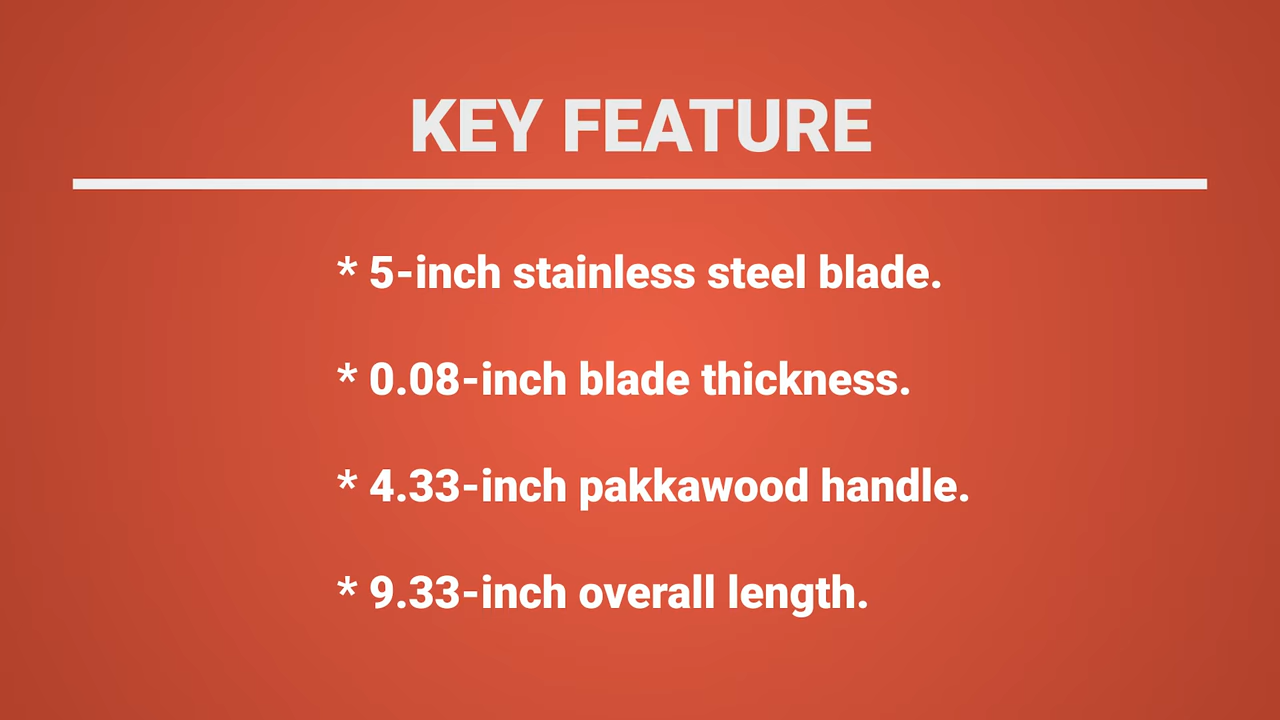 KEY FEATURE
* 5-inch stainless steel blade.
* 0.08-inch blade thickness.
* 4.33-inch pakkawood handle.
* 9.33-inch overall length.